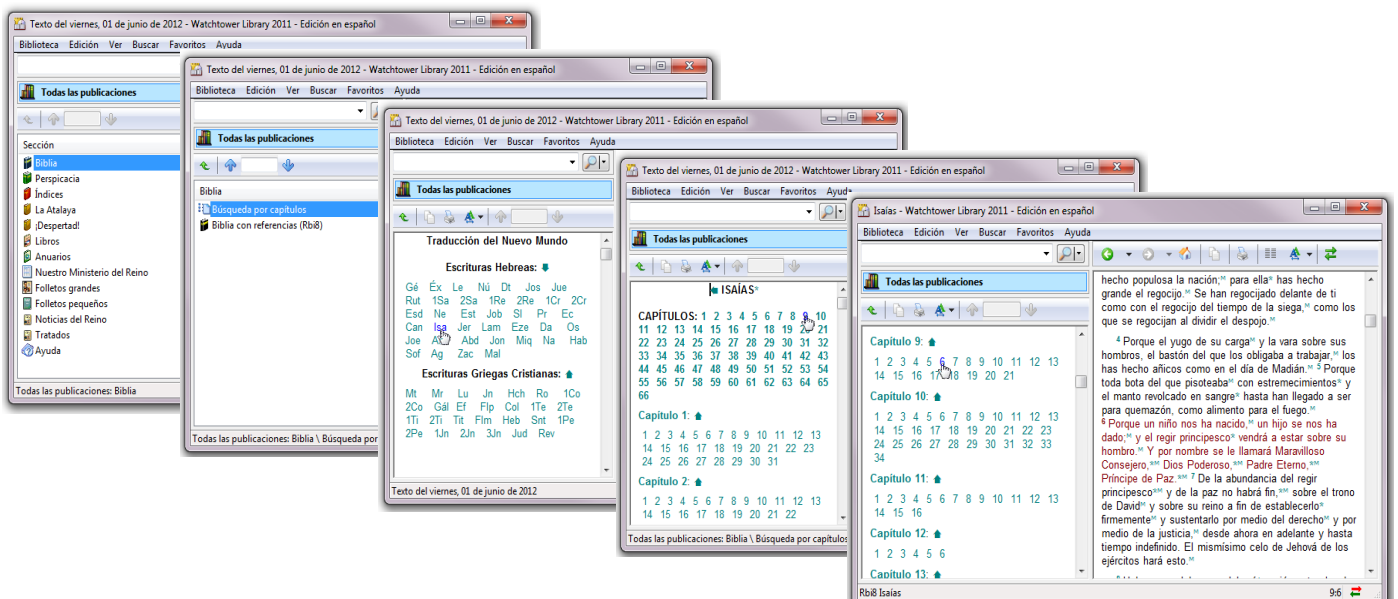 Texto del viernes, 01 de junio de 2012 - Watchtower Library 2011 - Edición en español
Biblioteca Edición Ver Buscar Favoritos Ayuda
Todas las publicaciones
Sección
Biblia
Perspicacia
Índices
La Atalaya
¡Despertad!
Libros
Anuarios
Nuestro Ministerio del Reino
Folletos grandes
Folletos pequeños
Noticias del Reino
Tratados
Ayuda
Todas las publicaciones: Biblia
Texto del viernes, 01 de junio de 2012 - Watchtower Library 2011 - Edición en español
Biblioteca Edición Ver Buscar Favoritos Ayuda
Todas las publicaciones
Biblia
Búsqueda por capítulos
Biblia con referencias (Rbi8)
Todas las publicaciones: Biblia \ Búsqueda por
Texto del viernes, 01 de junio de 2012 - Watchtower Library 2011 - Edición en español
Biblioteca Edición Ver Buscar Favoritos Ayuda
Todas las publicaciones
Traducción del Nuevo Mundo
Escrituras Hebreas:
Gé Éx Le Nú Dt Jos Jue
Rut 1Sa 2Sa 1Re 2Re 1Cr 2Cr
Esd Ne Est Job Sl Pr Ec
Can Isa Jer Lam Eze Da Os
Joe Abd Jon Miq Na Hab
Sof Ag Zac Mal
Escrituras Griegas Cristianas:
Mt Mr Lu Jn Hch Ro 1Co
2Co Gál Ef Flp Col 1Te 2Te
1Ti 2Ti Tit Flm Heb Snt 1Pe
2Pe 1Jn 2Jn 3Jn Jud Rev
Texto del viernes, 01 de junio de 2012
Texto del viernes, 01 de junio de 2012 - Watchtower Library 2011 - Edición en español
Biblioteca Edición Ver Buscar Favoritos Ayuda
Todas las publicaciones
ISAÍAS*
CAPÍTULOS: 1 2 3 4 5 6 7 8 9 10
11 12 13 14 15 16 17 18 19 20 21
22 23 24 25 26 27 28 29 30 31 32
33 34 35 36 37 38 39 40 41 42 43
44 45 46 47 48 49 50 51 52 53 54
55 56 57 58 59 60 61 62 63 64 65
66
Capítulo 1:
1 2 3 4 5 6 7 8 9 10 11 12 13
14 15 16 17 18 19 20 21 22 23
24 25 26 27 28 29 30 31
Capítulo 2:
1 2 3 4 5 6 7 8 9 10 11 12 13
14 15 16 17 18 19 20 21 22
Todas las publicaciones: Biblia \ Búsqueda por capítulos
Isaías - Watchtower Library 2011 - Edición en español
Biblioteca Edición Ver Buscar Favoritos Ayuda
Todas las publicaciones
Capítulo 9:
1 2 3 4 5 6 7 8 9 10 11 12 13
14 15 16 17 18 19 20 21
Capítulo 10:
1 2 3 4 5 6 7 8 9 10 11 12 13
14 15 16 17 18 19 20 21 22 23
24 25 26 27 28 29 30 31 32 33
34
Capítulo 11:
1 2 3 4 5 6 7 8 9 10 11 12 13
14 15 16
Capítulo 12:
1 2 3 4 5 6
Capítulo 13:
hecho populosa la nación;ᴹ para ella* has hecho
grande el regocijo.ᴹ Se han regocijado delante de ti
como con el regocijo del tiempo de la siega,ᴹ como los
que se regocijan al dividir el despojo.ᴹ
4 Porque el yugo de su cargaᴹ y la vara sobre sus
hombros, el bastón del que los obligaba a trabajar,ᴹ los
has hecho añicos como en el día de Madián.ᴹ 5 Porque
toda bota del que pisoteabaᴹ con estremecimientos* y
el manto revolcado en sangre* hasta han llegado a ser
para quemazón, como alimento para el fuego.ᴹ
6 Porque un niño nos ha nacido,ᴹ un hijo se nos ha
dado;ᴹ y el regir principesco* vendrá a estar sobre su
hombro.ᴹ Y por nombre se le llamará Maravilloso
Consejero,*ᴹ Dios Poderoso,*ᴹ Padre Eterno,*ᴹ
Príncipe de Paz.*ᴹ 7 De la abundancia del regir
principesco*ᴹ y de la paz no habrá fin,*ᴹ sobre el trono
de Davidᴹ y sobre su reino a fin de establecerlo*
firmementeᴹ y sustentarlo por medio del derechoᴹ y por
medio de la justicia,ᴹ desde ahora en adelante y hasta
tiempo indefinido. El mismísimo celo de Jehová de los
ejércitos hará esto.ᴹ
Rbi8 Isaías
9:6